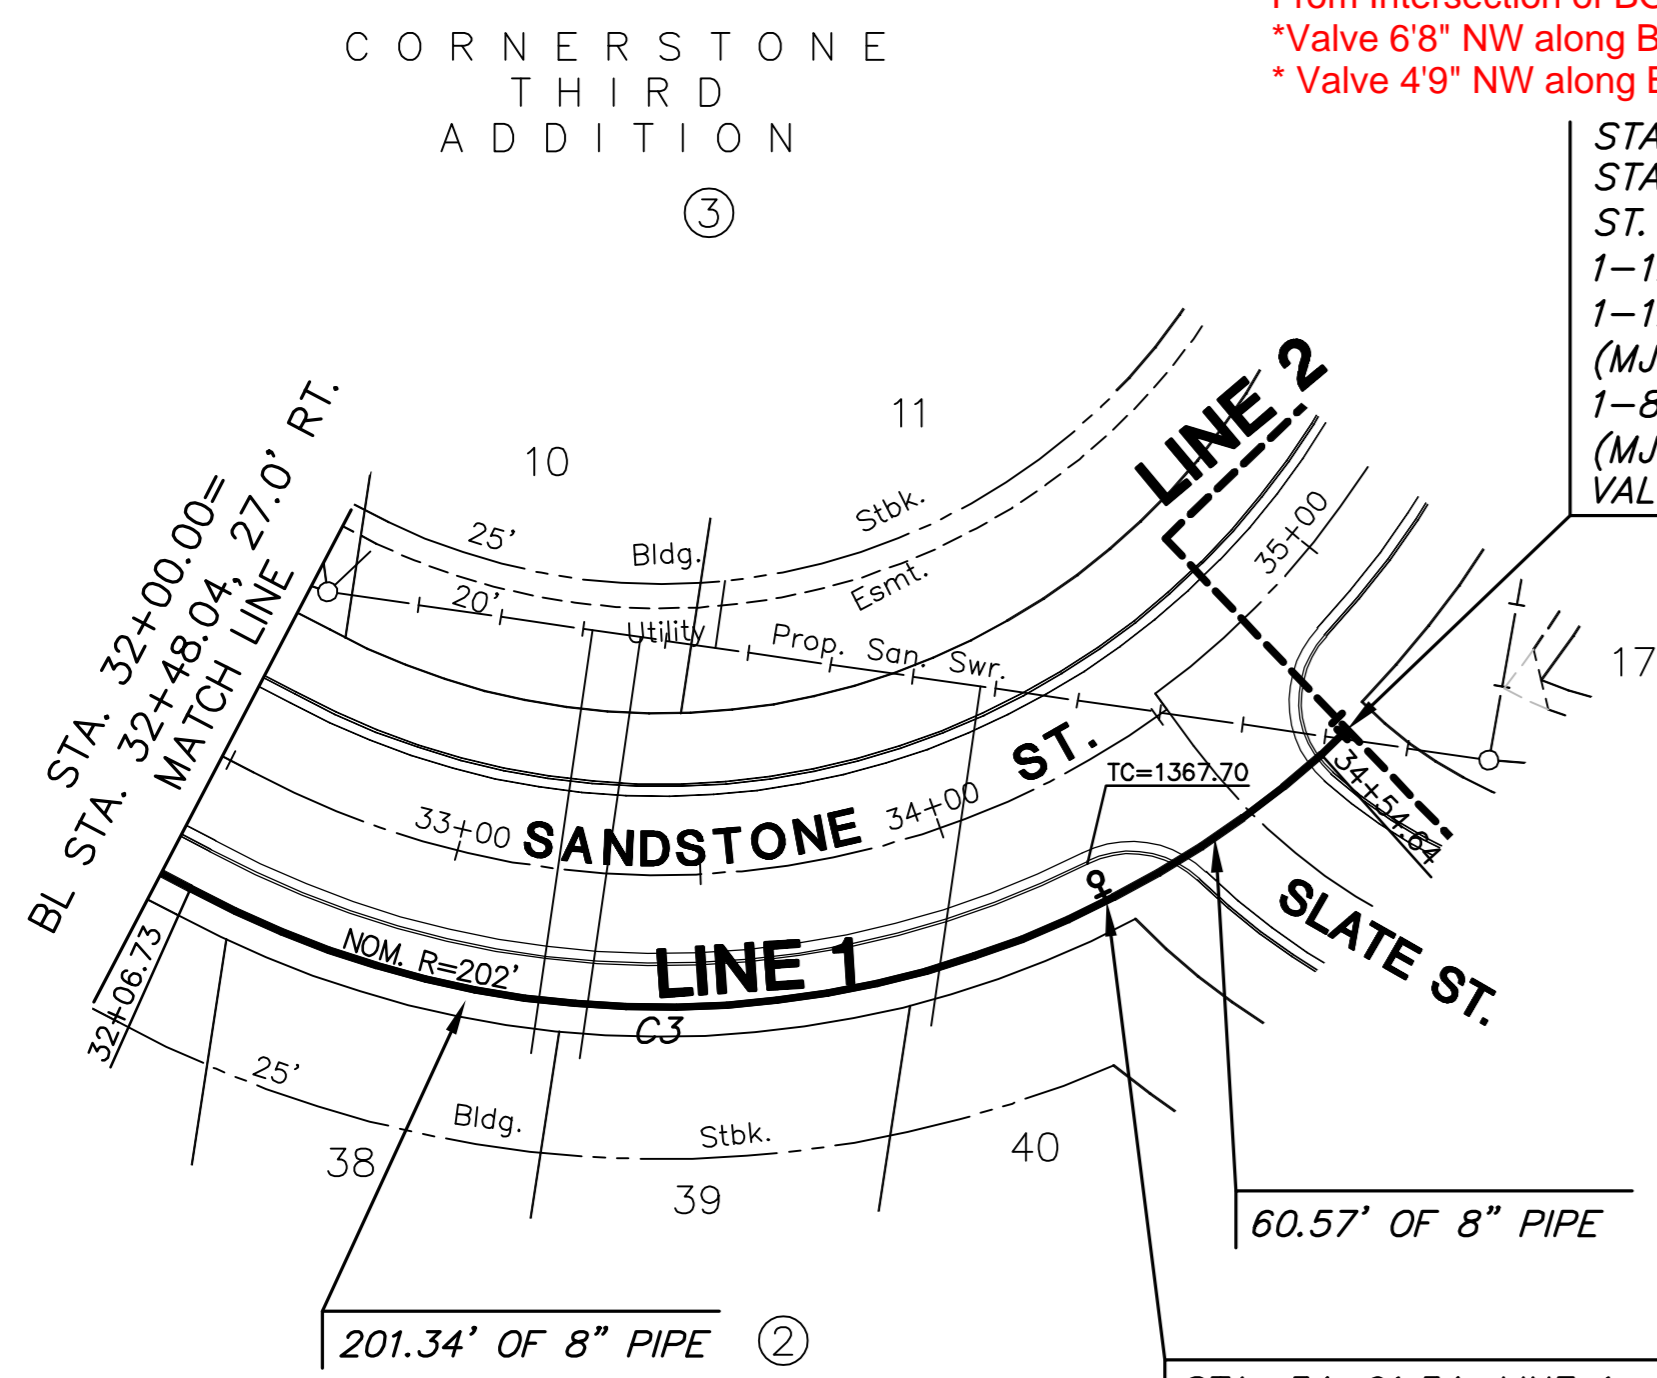 CORNERSTONE
THIRD
ADDITION
3
*Valve 6'8" NW along
* Valve 4'9" NW along
ST.
(MJ
(MJ
LINE 2
11
10
STA. 32+00.00=
BL STA. 32+48.04, 27.0' RT.
MATCH LINE
25' Bldg. Stbk.
20' Utility Esmt.
Prop. San. Swr.
35+00
17
SANDSTONE ST.
33+00
34+00
TC=1367.70
34+54.64
SLATE ST.
NOM. R=202'
LINE 1
C3
32+06.73
25' Bldg. Stbk.
38
39
40
60.57' OF 8" PIPE
201.34' OF 8" PIPE
2